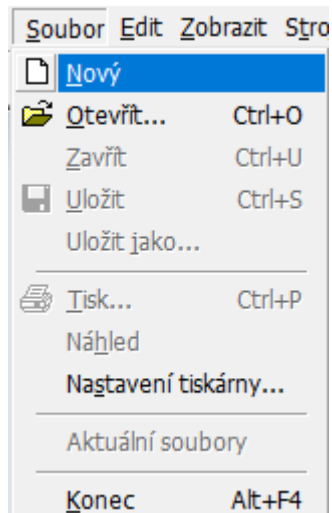 Soubor Edit Zobrazit Stro
Nový
Otevřít... Ctrl+O
Zavřít Ctrl+U
Uložit Ctrl+S
Uložit jako...
Tisk... Ctrl+P
Náhled
Nastavení tiskárny...
Aktuální soubory
Konec Alt+F4